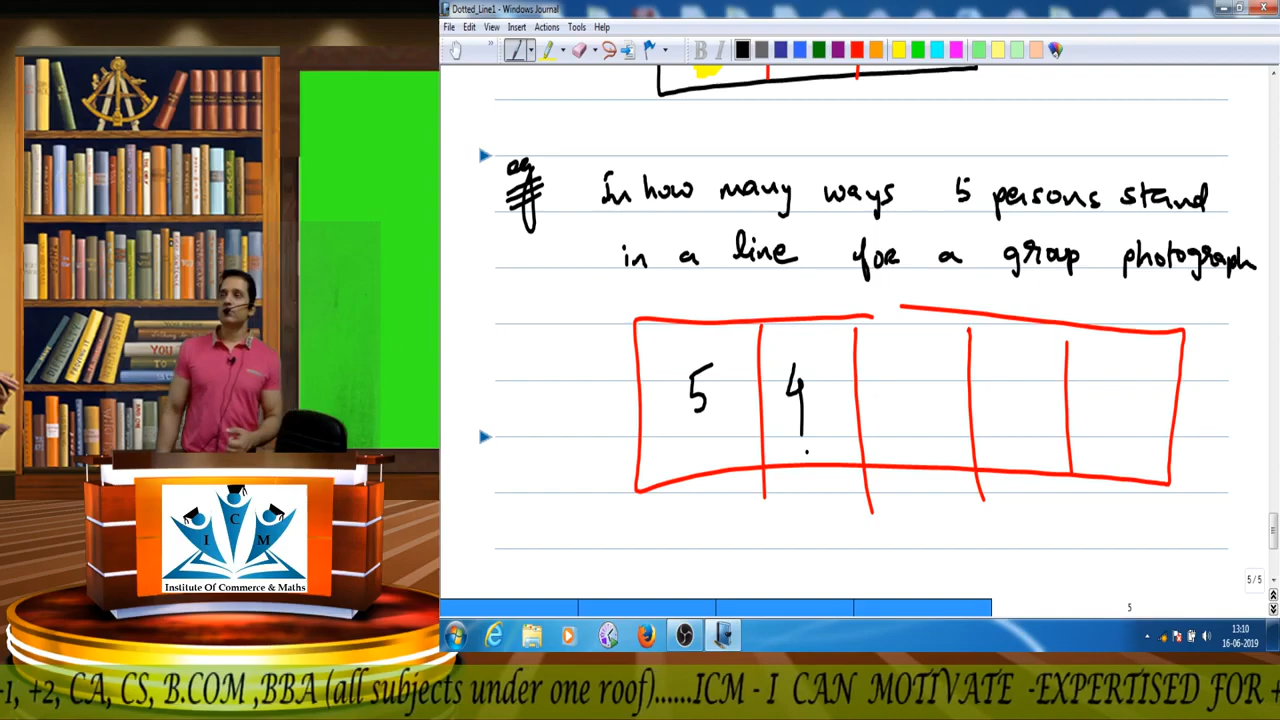 Dotted_Line1 - Windows Journal
File Edit View Insert Actions Tools Help
eg
In how many ways 5 persons stand
in a line for a group photograph
5 4
YOU
I C M
Institute Of Commerce & Maths
5/5
5
13:10
16-06-2019
-1, +2, CA, CS, B.COM ,BBA (all subjects under one roof)......ICM - I CAN MOTIVATE -EXPERTISED FOR +